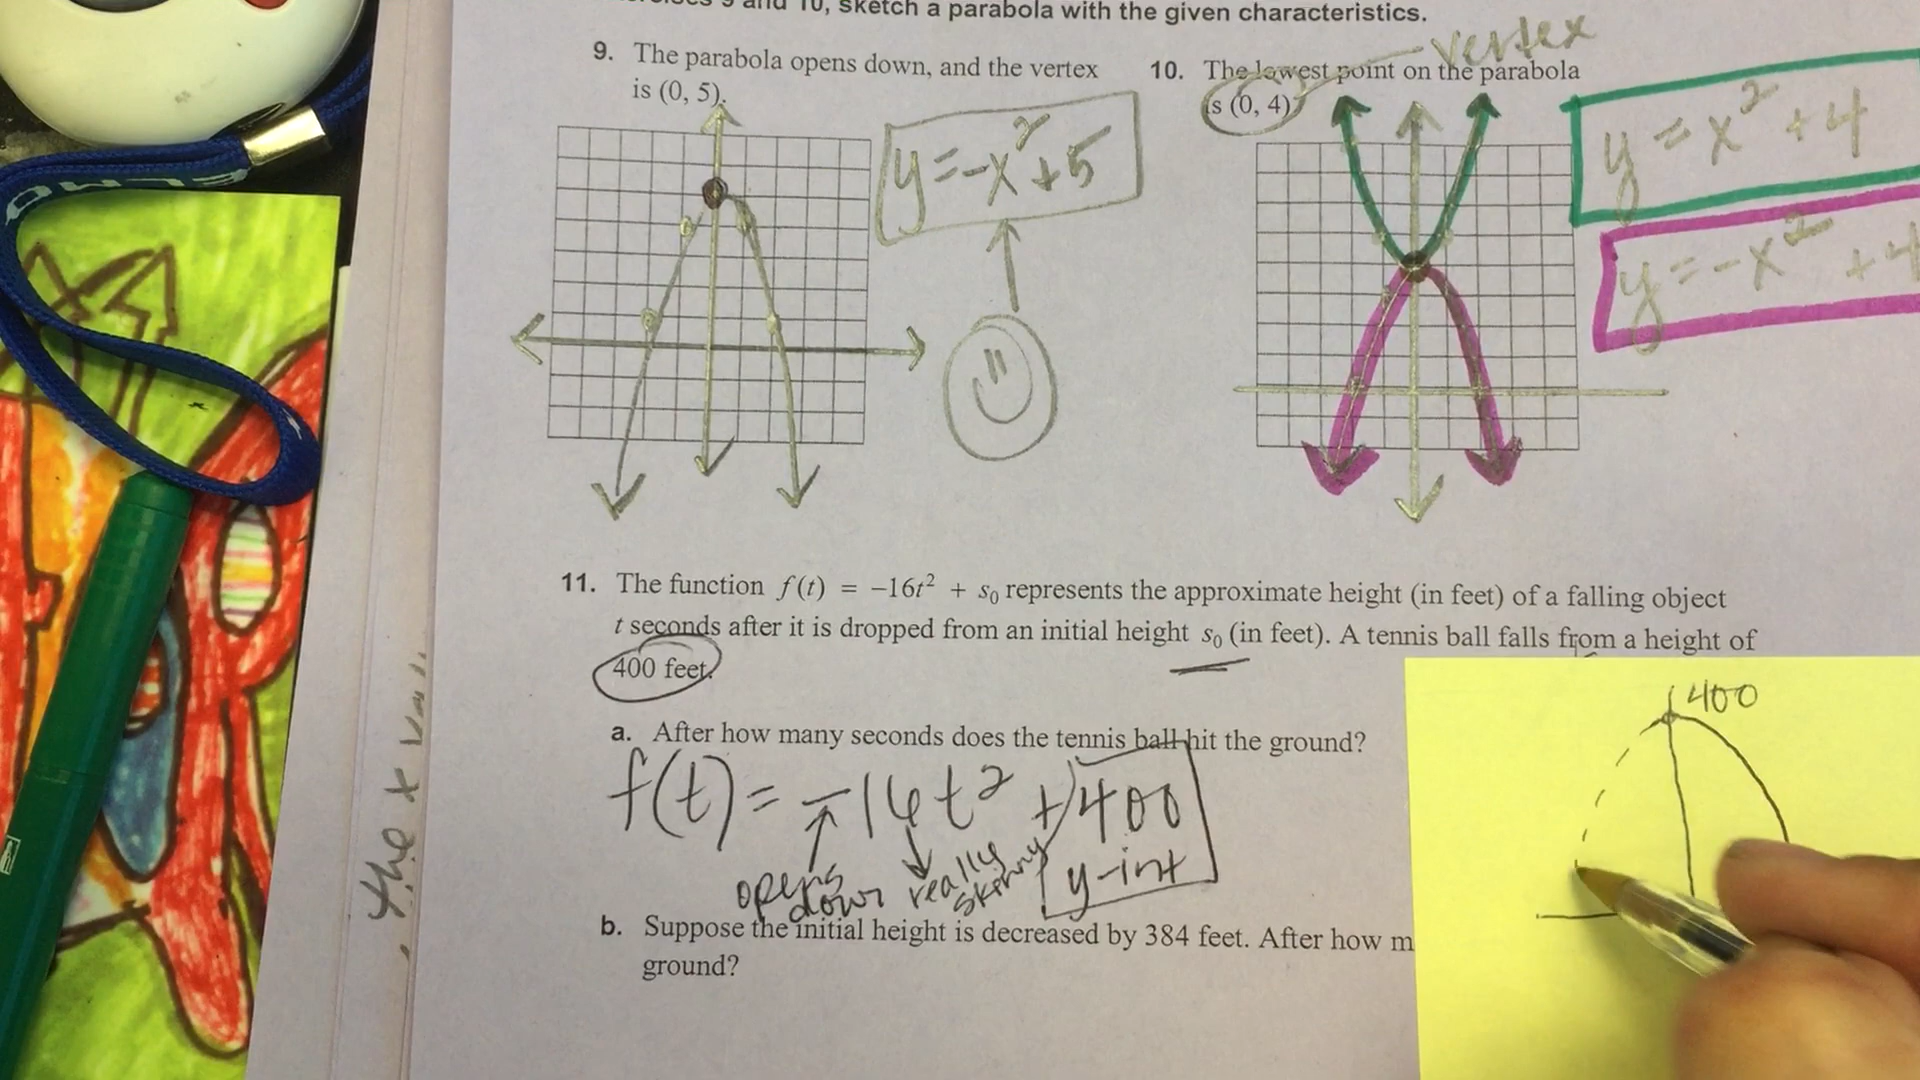 9 and 10, sketch a parabola with the given characteristics.
9. The parabola opens down, and the vertex
is (0, 5).
y=-x²+5
vertex
10. The lowest point on the parabola
is (0, 4)
y = x² + 4
y = -x² + 4
11. The function f(t) = −16t² + s₀ represents the approximate height (in feet) of a falling object
t seconds after it is dropped from an initial height s₀ (in feet). A tennis ball falls from a height of
400 feet.
400
a. After how many seconds does the tennis ball hit the ground?
f(t) = -16t² + 400
opens down
really skinny
y-int
b. Suppose the initial height is decreased by 384 feet. After how m
ground?
the x